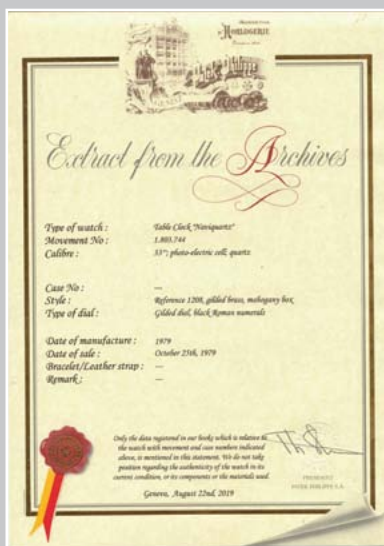 HORLOGERIE
Extract from the Archives
Type of watch : Table Clock "Naviquartz"
Movement No : 1.803.744
Calibre : 33"'; photo-electric cell; quartz
Case No : ---
Style : Reference 1208, gilded brass, mahogany box
Type of dial : Gilded dial, black Roman numerals
Date of manufacture : 1979
Date of sale : October 25th, 1979
Bracelet/Leather strap : ---
Remark : ---
Only the data registered in our books which is relative to
the watch with movement and case numbers indicated
above, is mentioned in this statement. We do not take
position regarding the authenticity of the watch in its
current condition, or its components or the materials used.
PRESIDENT
PATEK PHILIPPE S.A.
Geneva, August 22nd, 2019